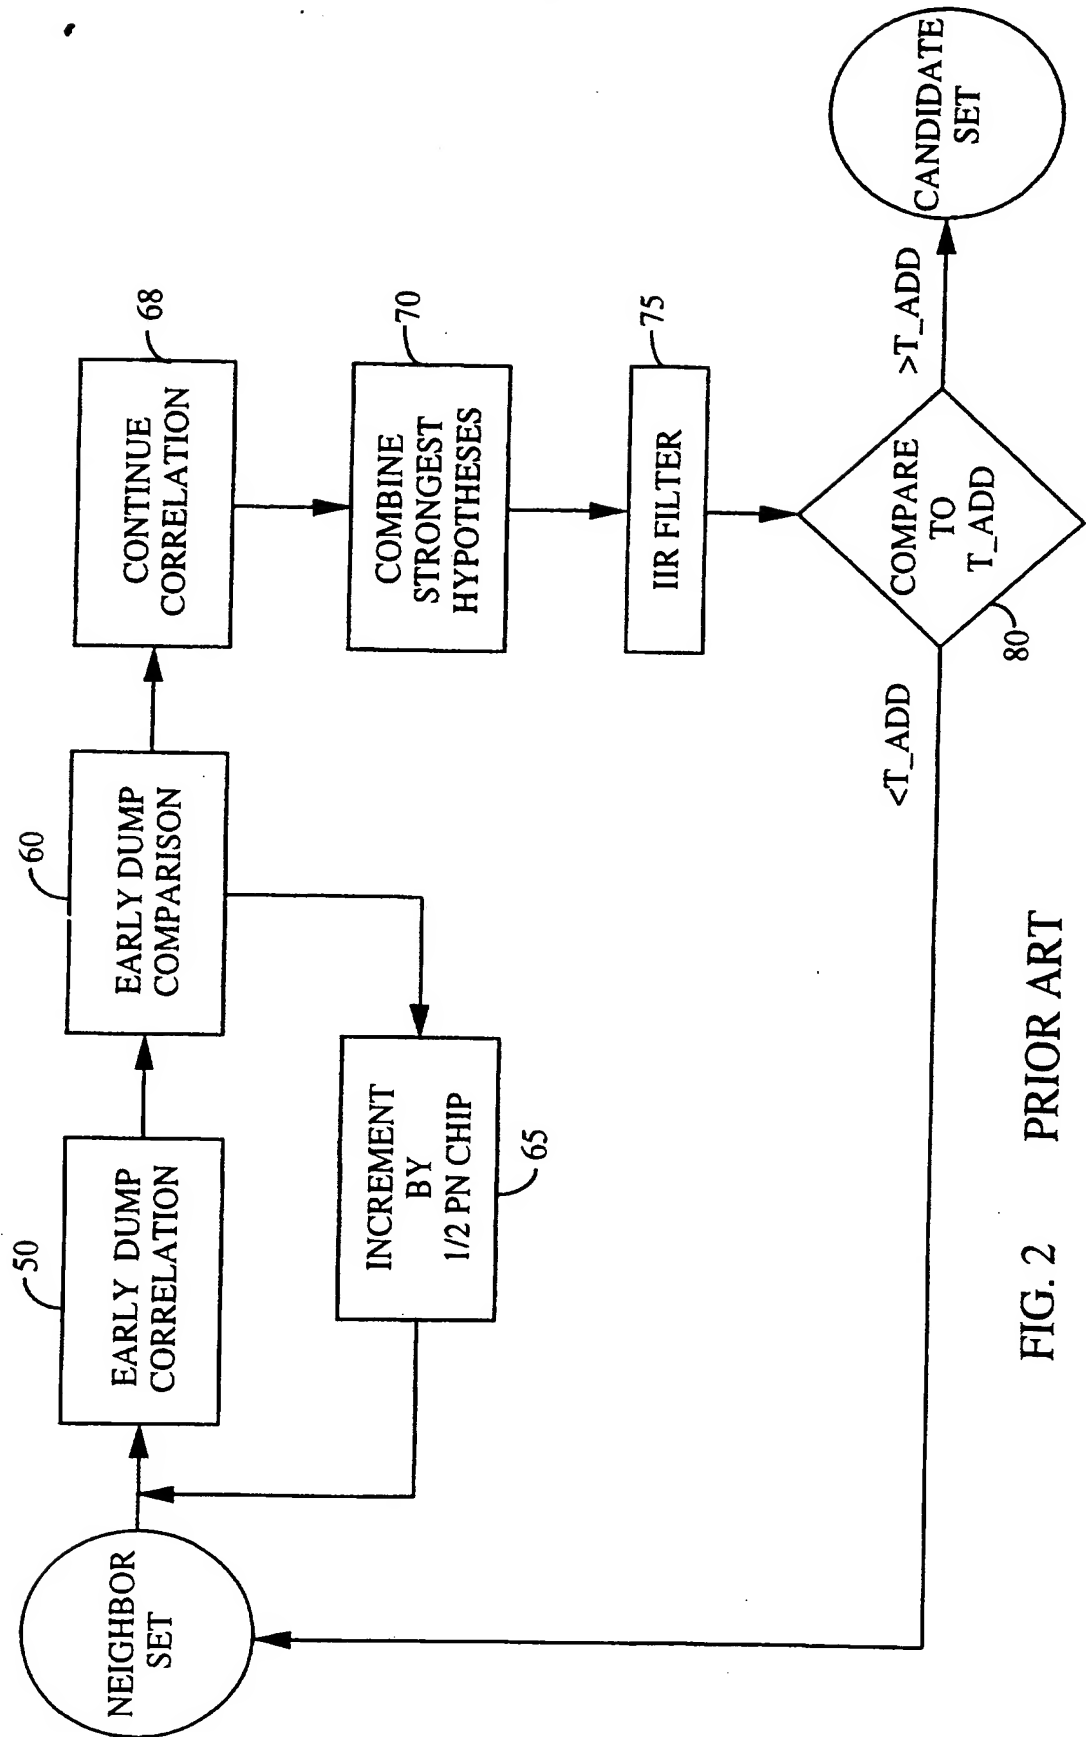 NEIGHBOR
SET
50
EARLY DUMP
CORRELATION
60
EARLY DUMP
COMPARISON
INCREMENT
BY
1/2 PN CHIP
65
68
CONTINUE
CORRELATION
70
COMBINE
STRONGEST
HYPOTHESES
75
IIR FILTER
COMPARE
TO
T_ADD
80
<T_ADD
>T_ADD
CANDIDATE
SET
FIG. 2 PRIOR ART